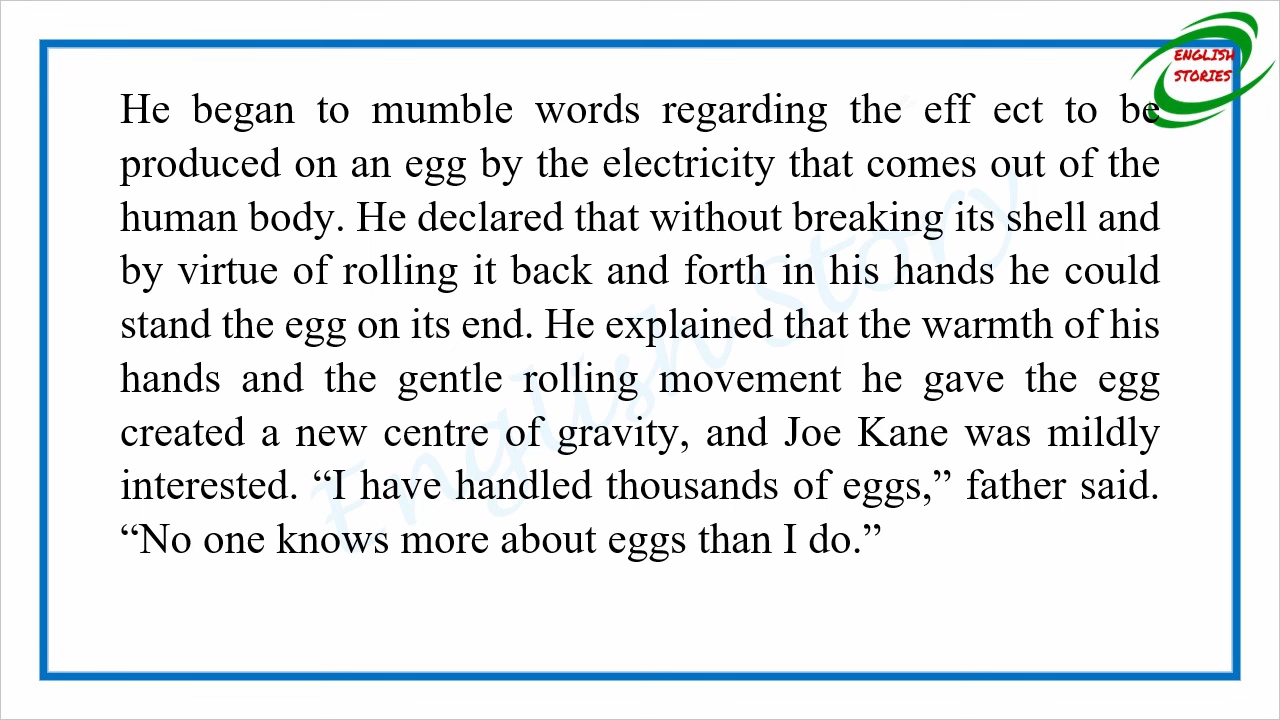 ENGLISH
STORIES
He began to mumble words regarding the eff ect to be
produced on an egg by the electricity that comes out of the
human body. He declared that without breaking its shell and
by virtue of rolling it back and forth in his hands he could
stand the egg on its end. He explained that the warmth of his
hands and the gentle rolling movement he gave the egg
created a new centre of gravity, and Joe Kane was mildly
interested. “I have handled thousands of eggs,” father said.
“No one knows more about eggs than I do.”
English Story